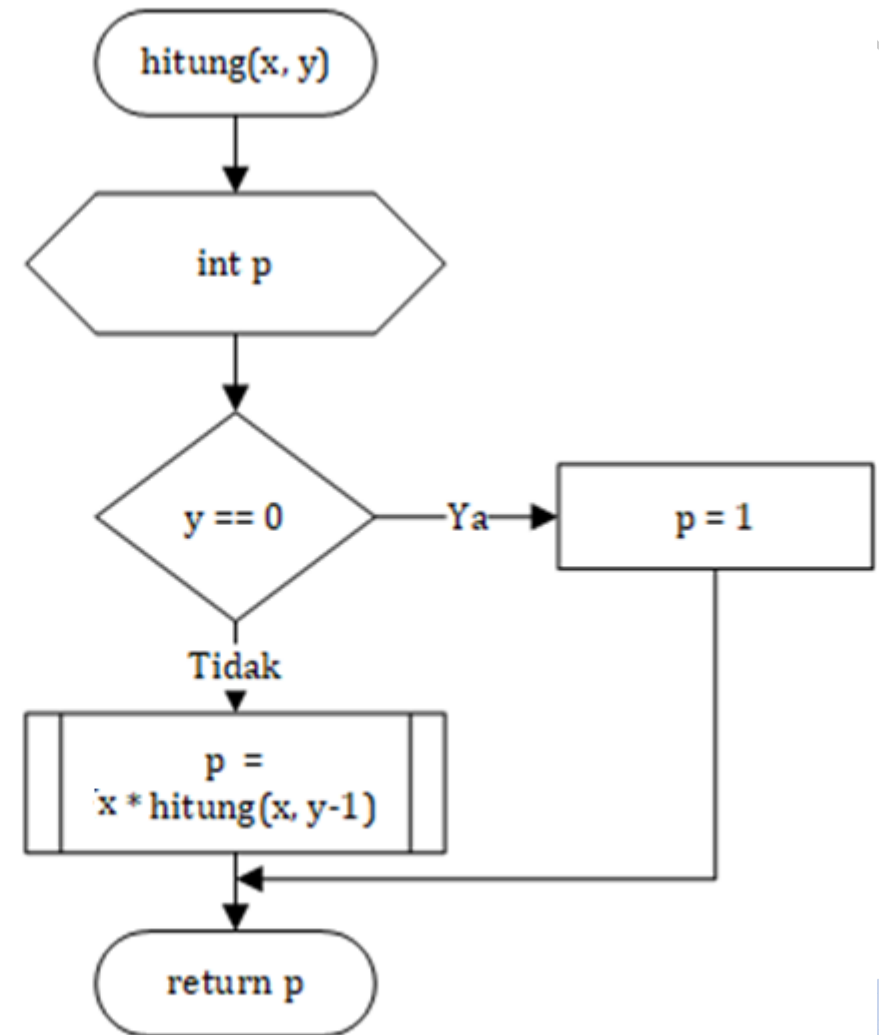 hitung(x, y)
int p
y == 0
Ya
p = 1
Tidak
p =
x * hitung(x, y-1)
return p